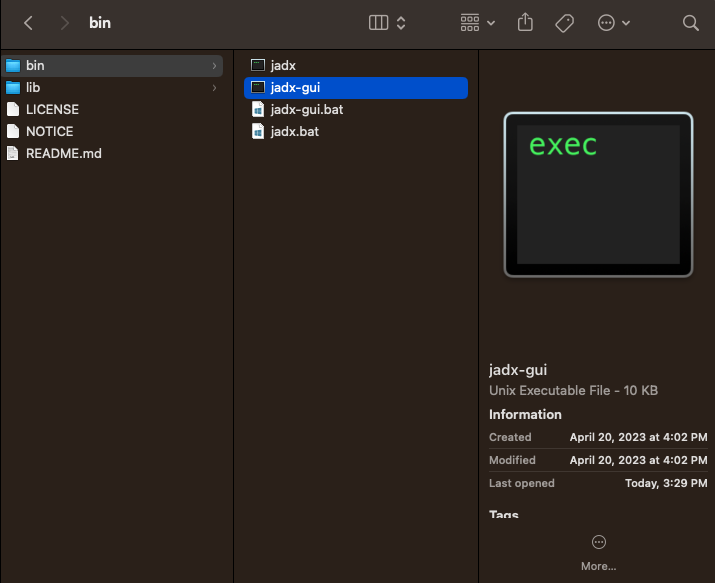 bin
bin
lib
LICENSE
NOTICE
README.md
jadx
jadx-gui
jadx-gui.bat
jadx.bat
exec
jadx-gui
Unix Executable File - 10 KB
Information
Created April 20, 2023 at 4:02 PM
Modified April 20, 2023 at 4:02 PM
Last opened Today, 3:29 PM
Tags
More...